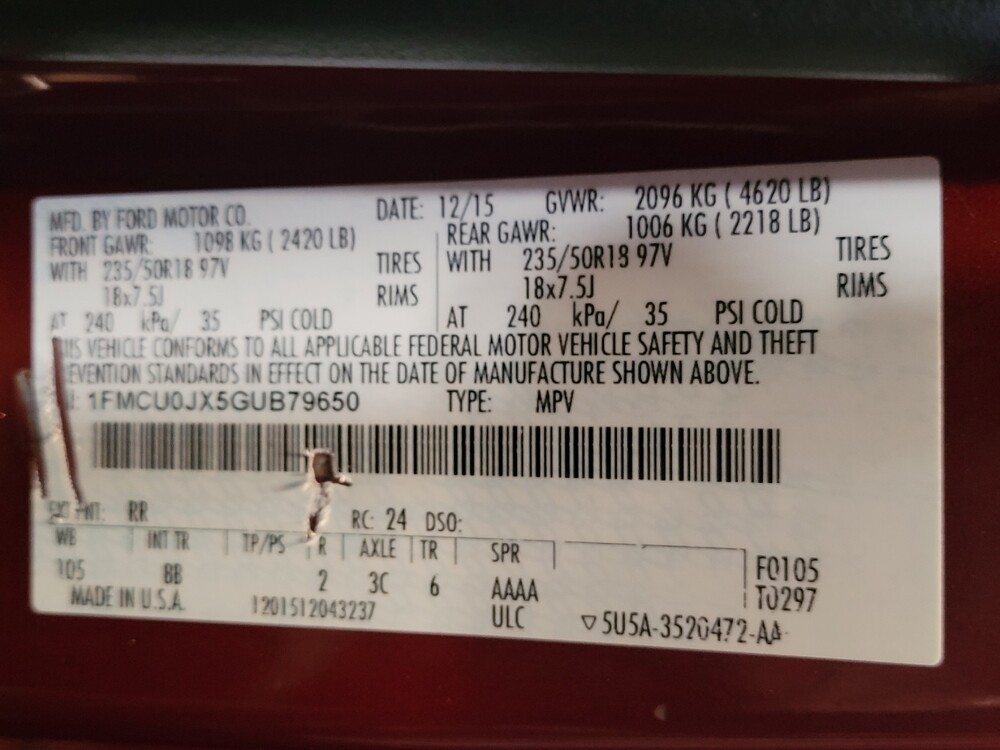 MFD. BY FORD MOTOR CO. DATE: 12/15 GVWR: 2096 KG ( 4620 LB)
FRONT GAWR: 1098 KG ( 2420 LB) REAR GAWR: 1006 KG ( 2218 LB)
WITH 235/50R18 97V TIRES WITH 235/50R18 97V TIRES
18x7.5J RIMS 18x7.5J RIMS
AT 240 kPa/ 35 PSI COLD AT 240 kPa/ 35 PSI COLD
VEHICLE CONFORMS TO ALL APPLICABLE FEDERAL MOTOR VEHICLE SAFETY AND THEFT
STANDARDS IN EFFECT ON THE DATE OF MANUFACTURE SHOWN ABOVE.
1FMCU0JX5GUB79650 TYPE: MPV
EXT PNT: RR RC: 24 DSO:
WB INT TR TP/PS R AXLE TR SPR
105 8B 2 3C 6 AAAA F0105
MADE IN U.S.A. 1201512043237 ULC T0297
▽5U5A-3520472-AA